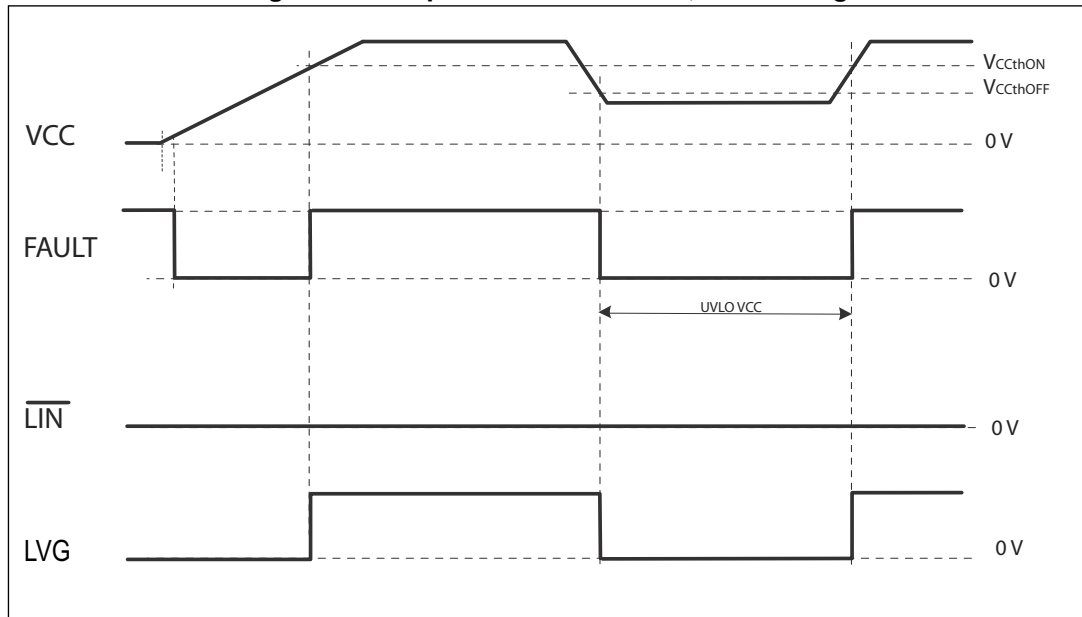 VCCthON
VCCthOFF
VCC
0 V
FAULT
0 V
UVLO VCC
LIN
0 V
LVG
0 V